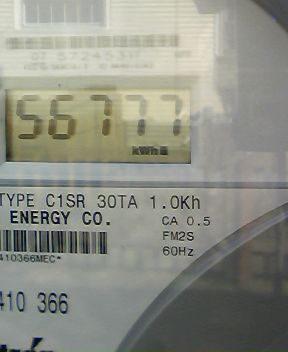 56777
kWh
TYPE C1SR 30TA 1.0Kh
ENERGY CO.
CA 0.5
FM2S
60Hz
410366MEC*
410 366